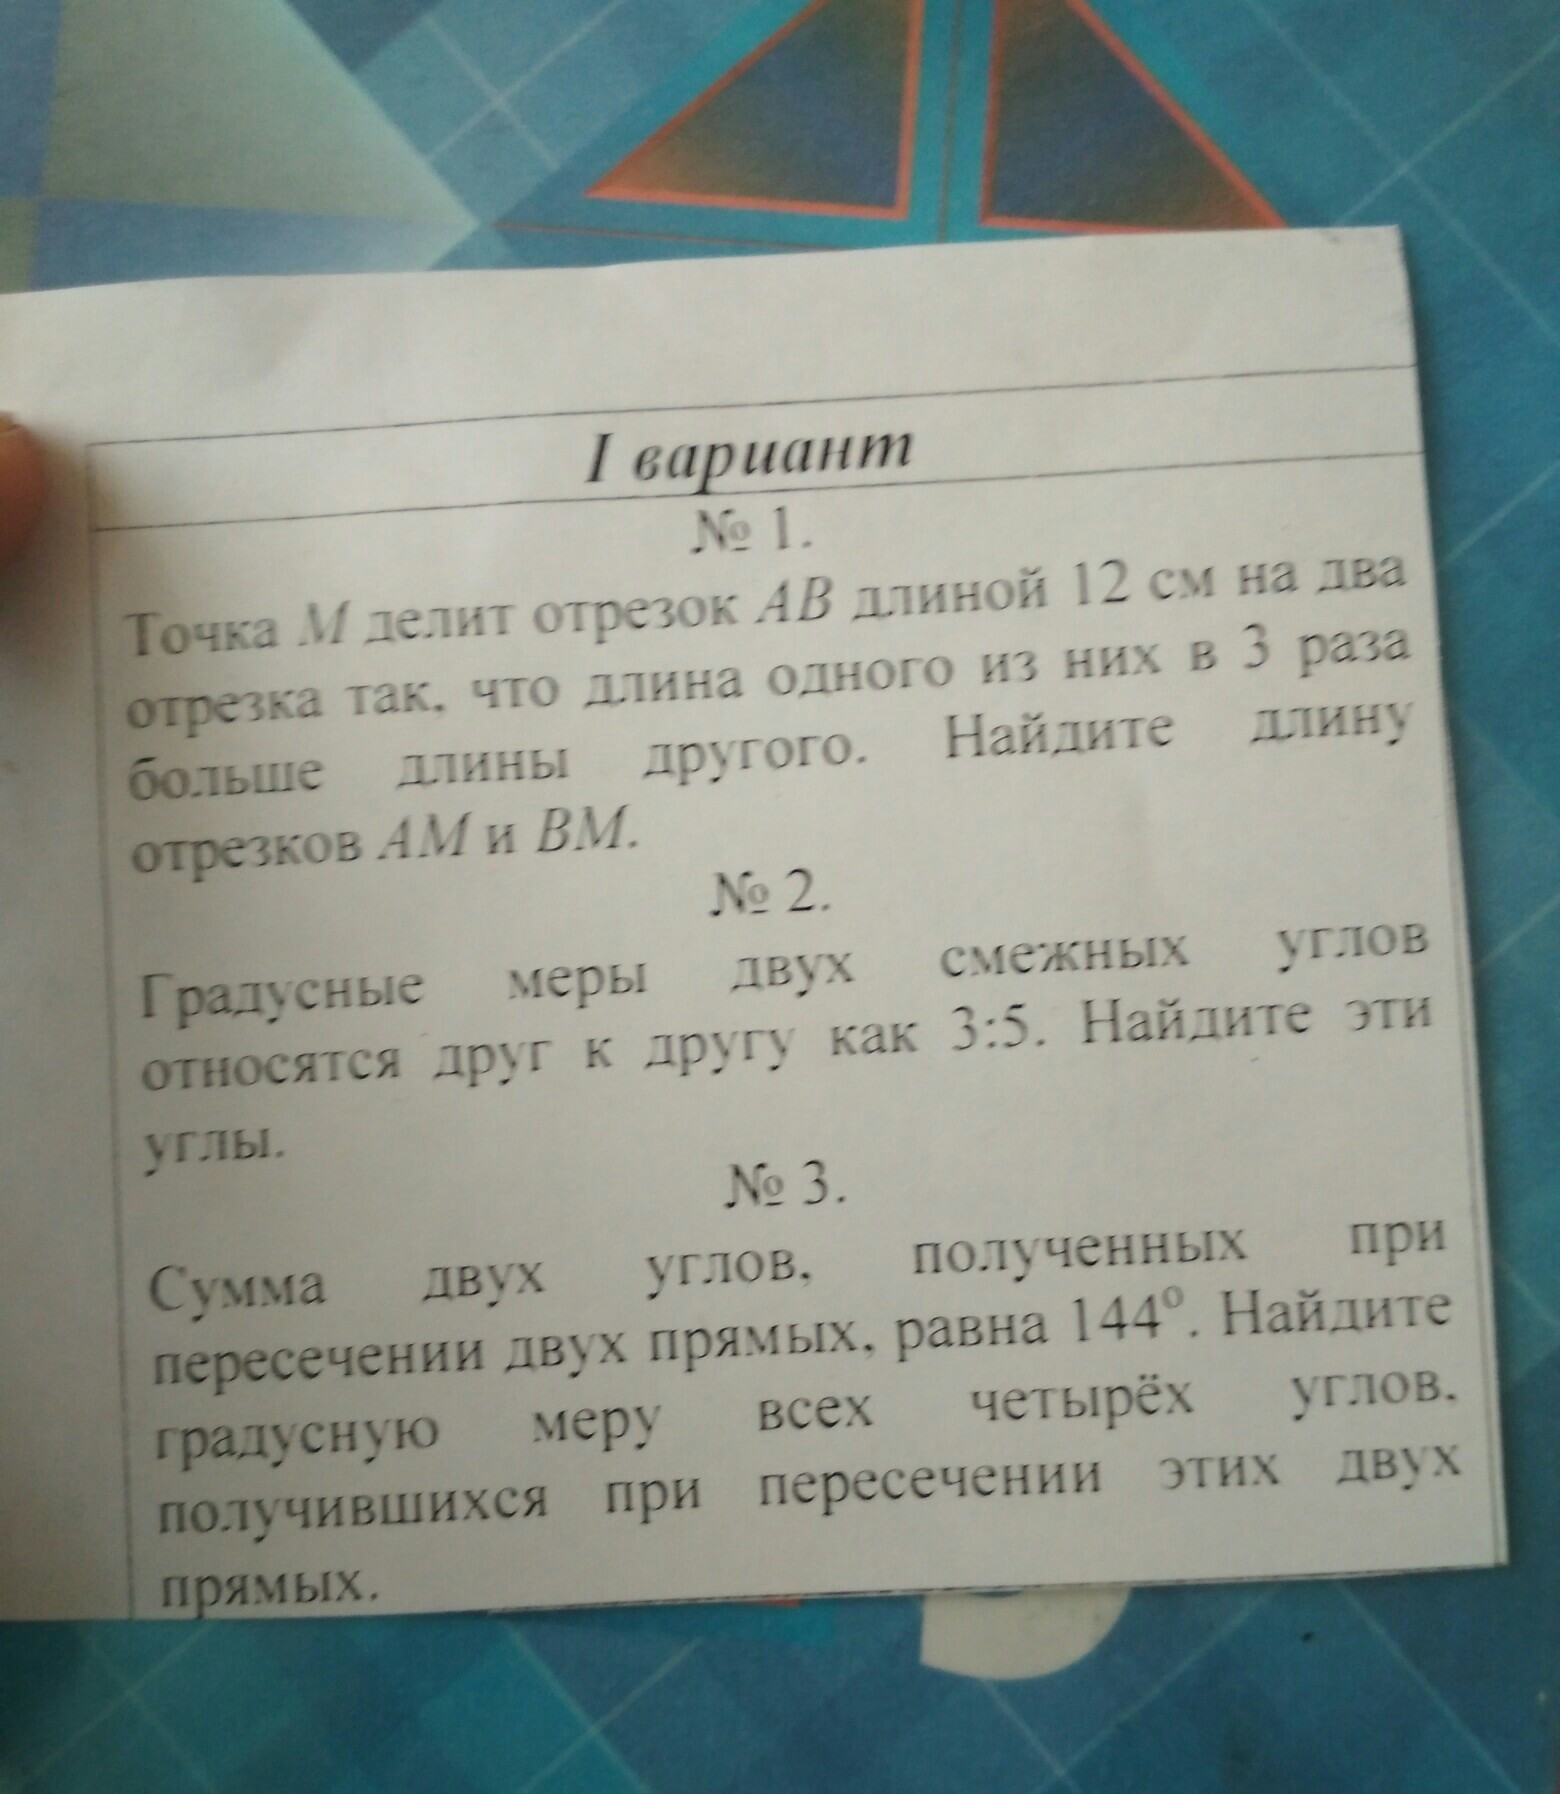 I вариант
№ 1.
Точка М делит отрезок АВ длиной 12 см на два
отрезка так, что длина одного из них в 3 раза
больше длины другого. Найдите длину
отрезков АМ и ВМ.
№ 2.
Градусные меры двух смежных углов
относятся друг к другу как 3:5. Найдите эти
углы.
№ 3.
Сумма двух углов, полученных при
пересечении двух прямых, равна 144°. Найдите
градусную меру всех четырёх углов,
получившихся при пересечении этих двух
прямых.